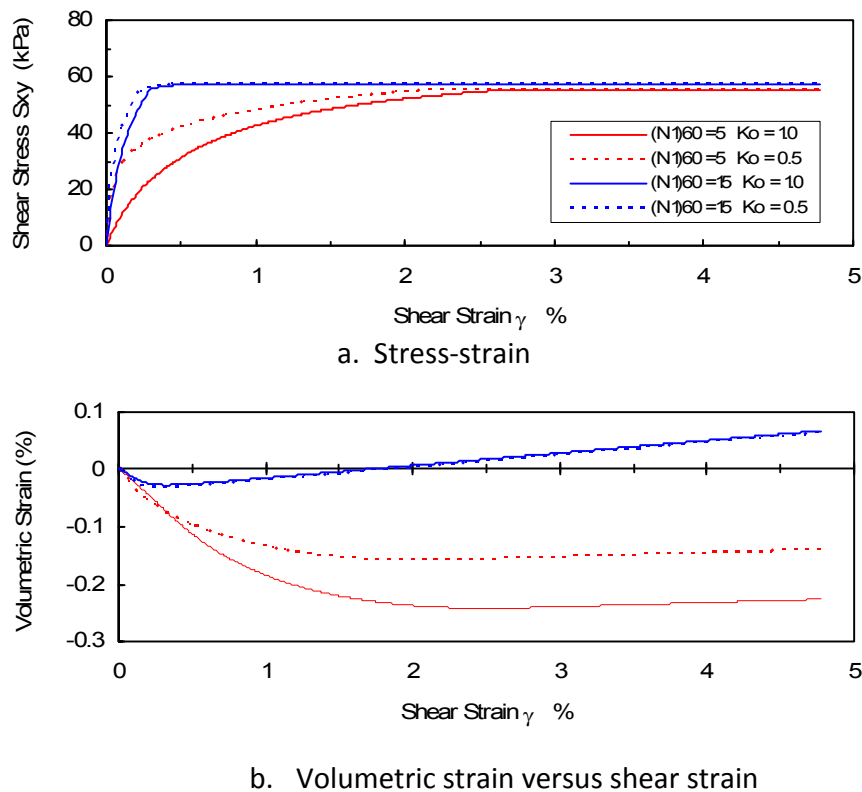 80
60
40
20
0
Shear Stress Sxy (kPa)
(N1)60 =5 Ko = 1.0
(N1)60 =5 Ko = 0.5
(N1)60 =15 Ko = 1.0
(N1)60 =15 Ko = 0.5
0 1 2 3 4 5
Shear Strain γ %
a. Stress-strain
0.1
0
-0.1
-0.2
-0.3
Volumetric Strain (%)
0 1 2 3 4 5
Shear Strain γ %
b. Volumetric strain versus shear strain